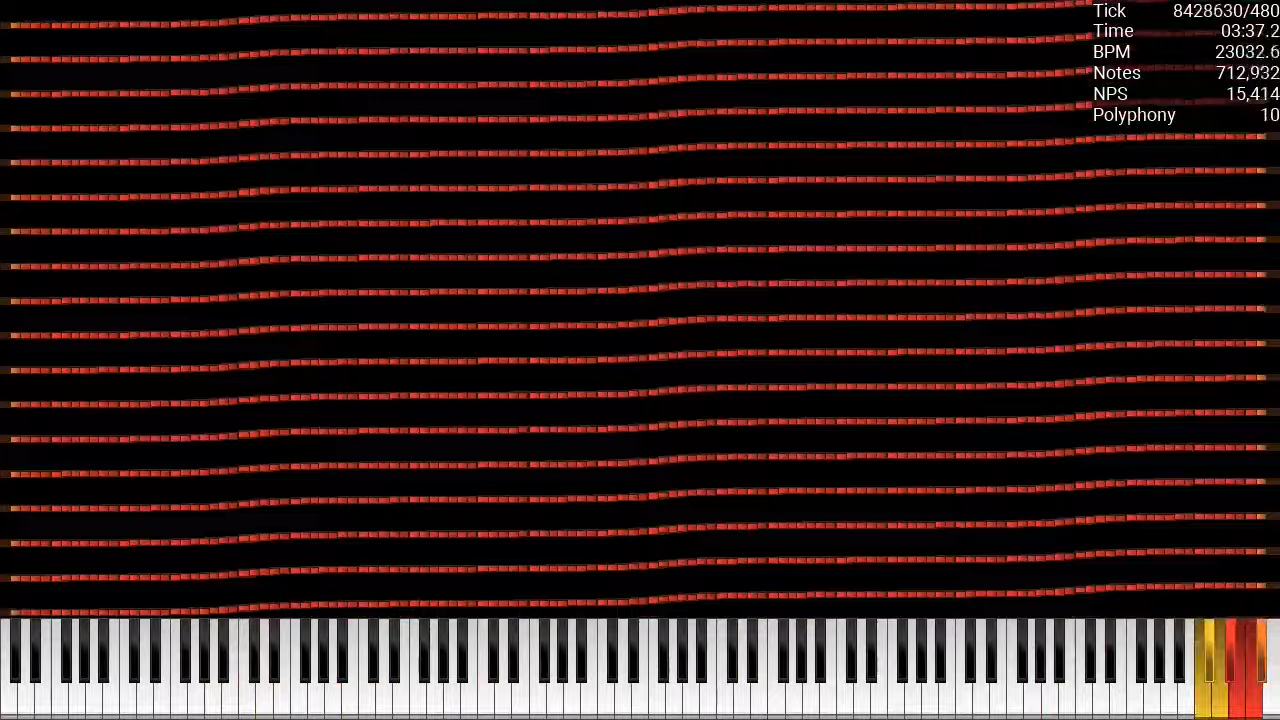 Tick 8428630/480
Time 03:37.2
BPM 23032.6
Notes 712,932
NPS 15,414
Polyphony 10